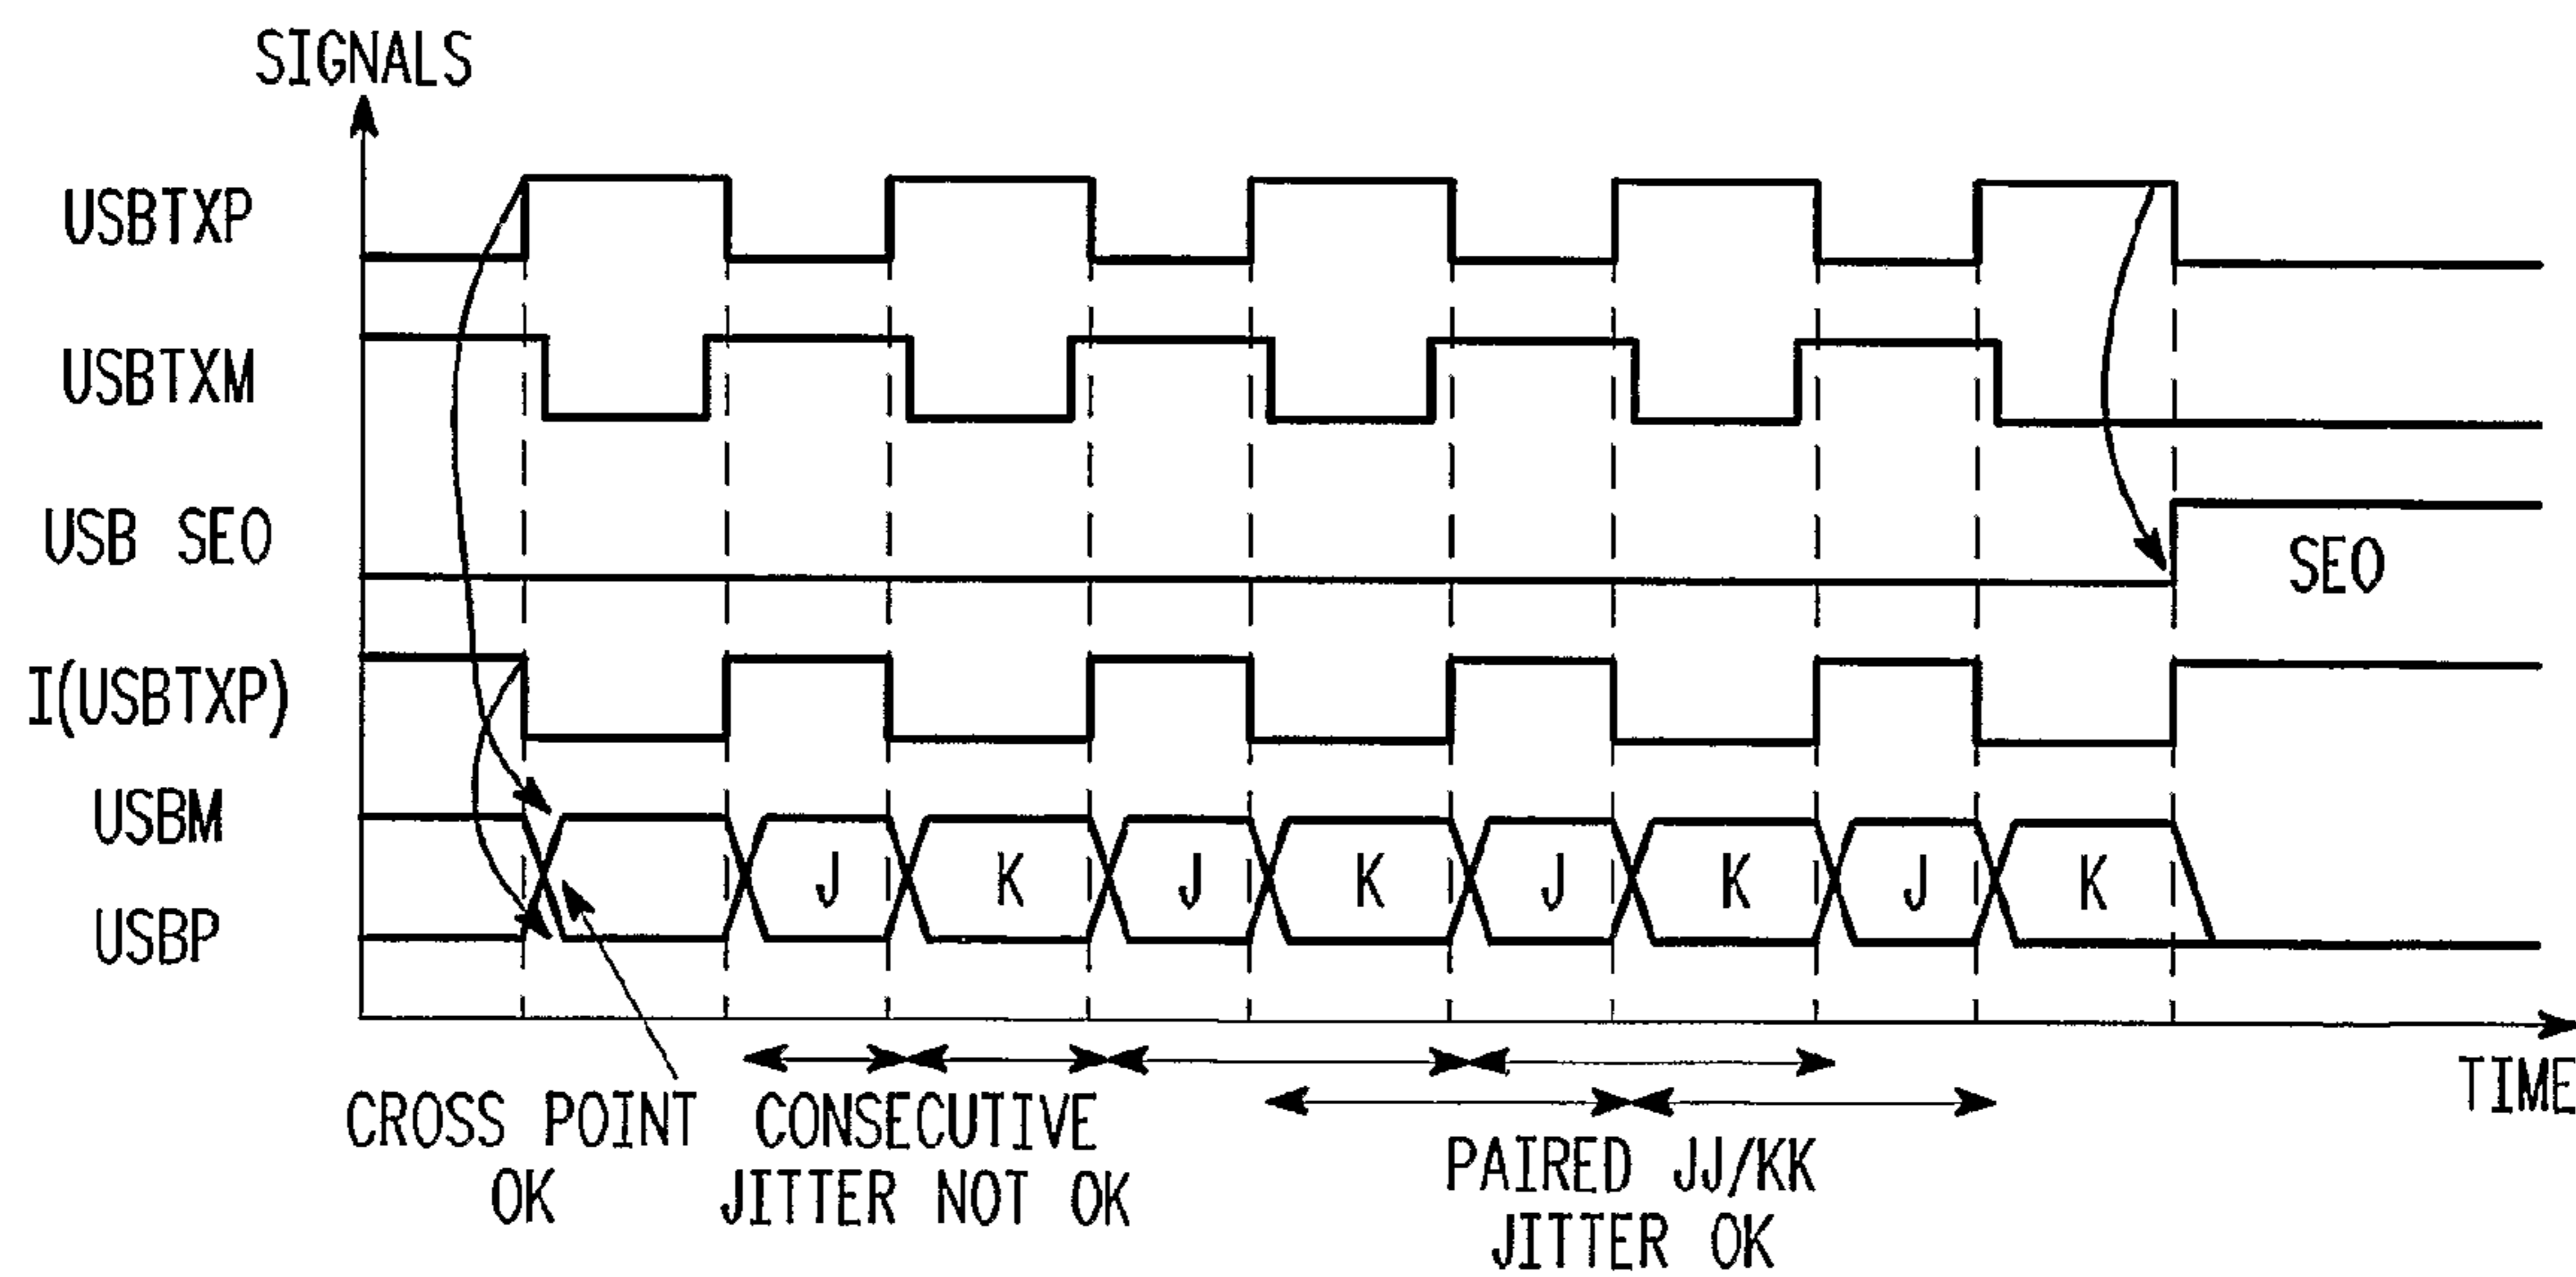 SIGNALS
USBTXP
USBTXM
USB SEO
SEO
I(USBTXP)
USBM
J K J K J K J K
USBP
TIME
CROSS POINT
OK
CONSECUTIVE
JITTER NOT OK
PAIRED JJ/KK
JITTER OK